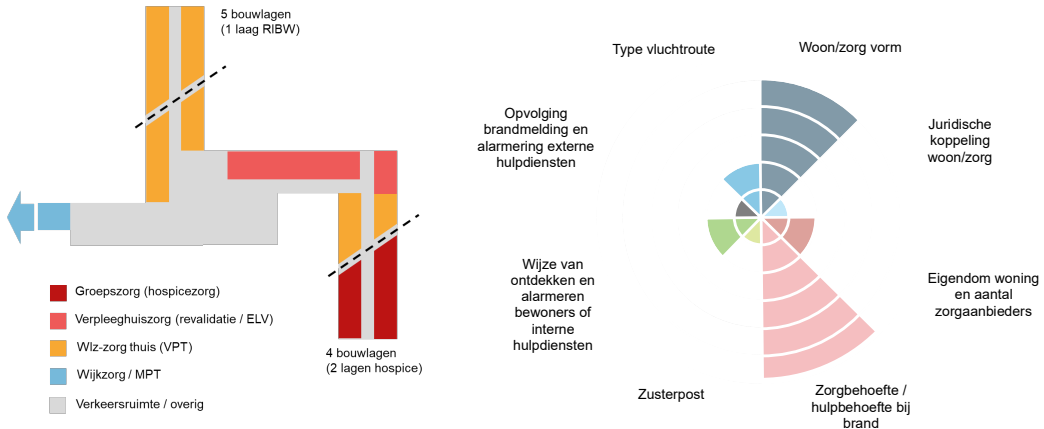 5 bouwlagen
(1 laag RIBW)
Groepszorg (hospicezorg)
Verpleeghuiszorg (revalidatie / ELV)
Wlz-zorg thuis (VPT)
Wijkzorg / MPT
Verkeersruimte / overig
4 bouwlagen
(2 lagen hospice)
Type vluchtroute
Woon/zorg vorm
Opvolging
brandmelding en
alarmering externe
hulpdiensten
Juridische
koppeling
woon/zorg
Wijze van
ontdekken en
alarmeren
bewoners of
interne
hulpdiensten
Eigendom woning
en aantal
zorgaanbieders
Zusterpost
Zorgbehoefte /
hulpbehoefte bij
brand